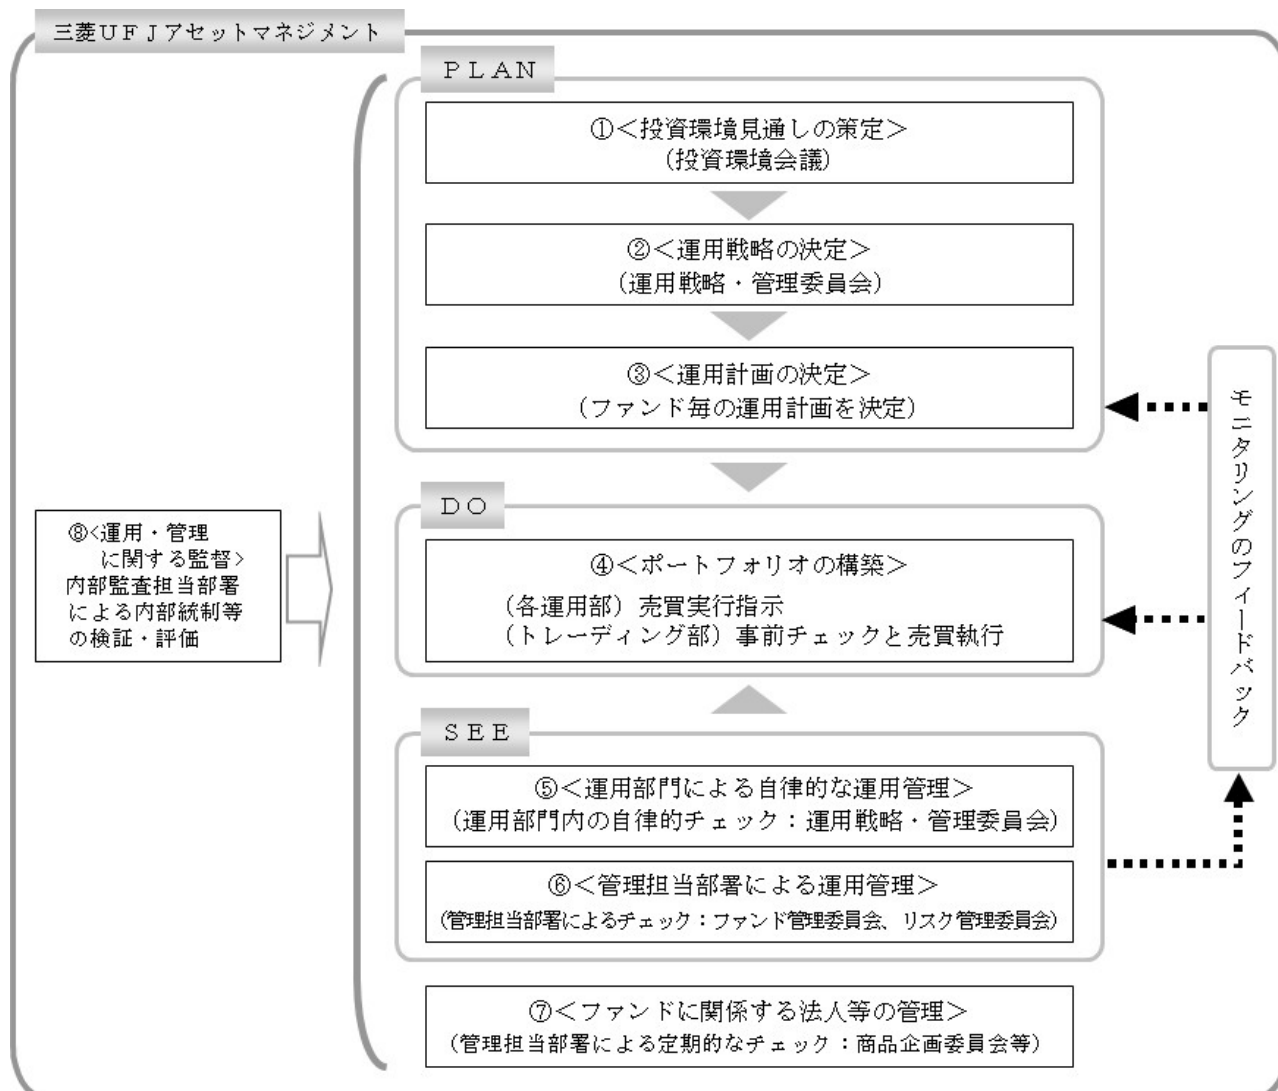 三菱ＵＦＪアセットマネジメント
ＰＬＡＮ
①＜投資環境見通しの策定＞
（投資環境会議）
②＜運用戦略の決定＞
（運用戦略・管理委員会）
③＜運用計画の決定＞
（ファンド毎の運用計画を決定）
ＤＯ
④＜ポートフォリオの構築＞
（各運用部）売買実行指示
（トレーディング部）事前チェックと売買執行
ＳＥＥ
⑤＜運用部門による自律的な運用管理＞
（運用部門内の自律的チェック：運用戦略・管理委員会）
⑥＜管理担当部署による運用管理＞
（管理担当部署によるチェック：ファンド管理委員会、リスク管理委員会）
⑦＜ファンドに関係する法人等の管理＞
（管理担当部署による定期的なチェック：商品企画委員会等）
⑧<運用・管理
に関する監督>
内部監査担当部署
による内部統制等
の検証・評価
モニタリングのフィードバック